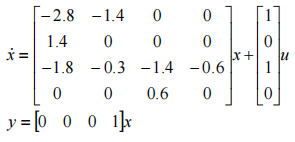 ẋ = [−2.8 −1.4 0 0; 1.4 0 0 0; −1.8 −0.3 −1.4 −0.6; 0 0 0.6 0] x + [1; 0; 1; 0] u
y = [0 0 0 1]x